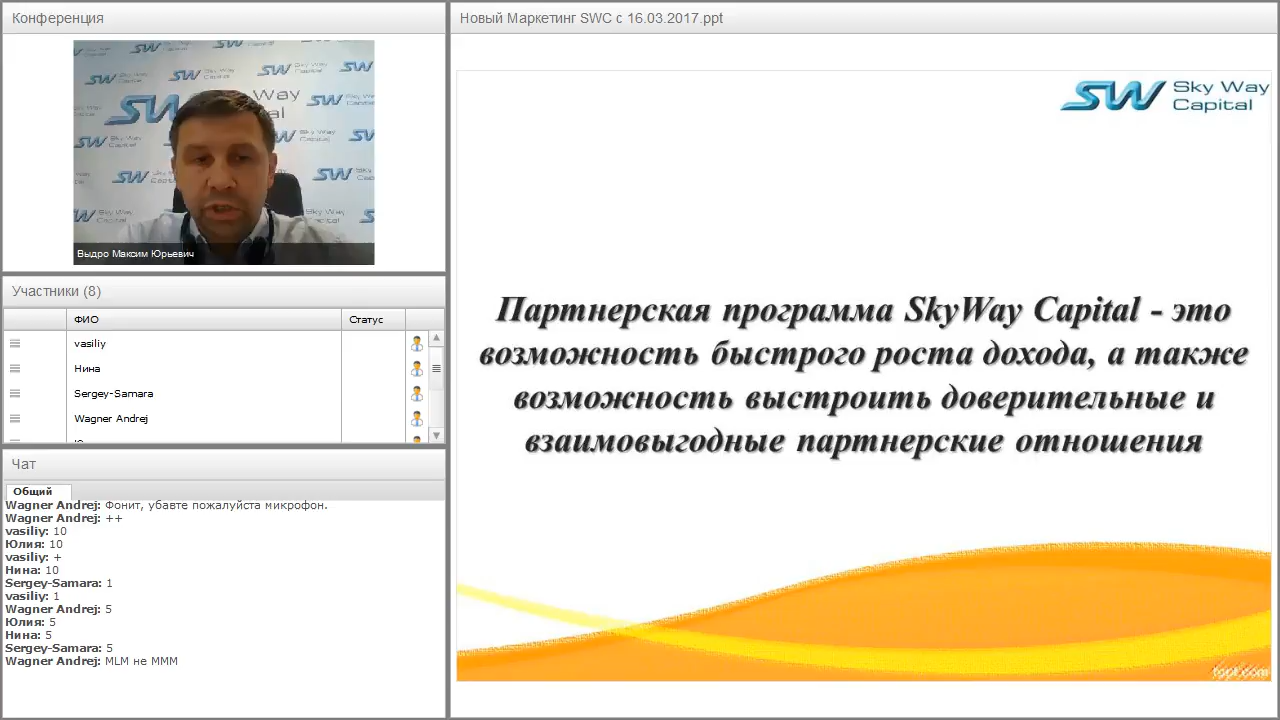 Конференция
Новый Маркетинг SWC с 16.03.2017.ppt
SW Sky Way
Capital
Выдро Максим Юрьевич
Участники (8)
ФИО
Статус
vasiliy
Нина
Sergey-Samara
Wagner Andrej
Партнерская программа SkyWay Capital - это
возможность быстрого роста дохода, а также
возможность выстроить доверительные и
взаимовыгодные партнерские отношения
Чат
Общий
Wagner Andrej: Фонит, убавте пожалуйста микрофон.
Wagner Andrej: ++
vasiliy: 10
Юлия: 10
vasiliy: +
Нина: 10
Sergey-Samara: 1
vasiliy: 1
Wagner Andrej: 5
Юлия: 5
Нина: 5
Sergey-Samara: 5
Wagner Andrej: MLM не МММ
fppt.com